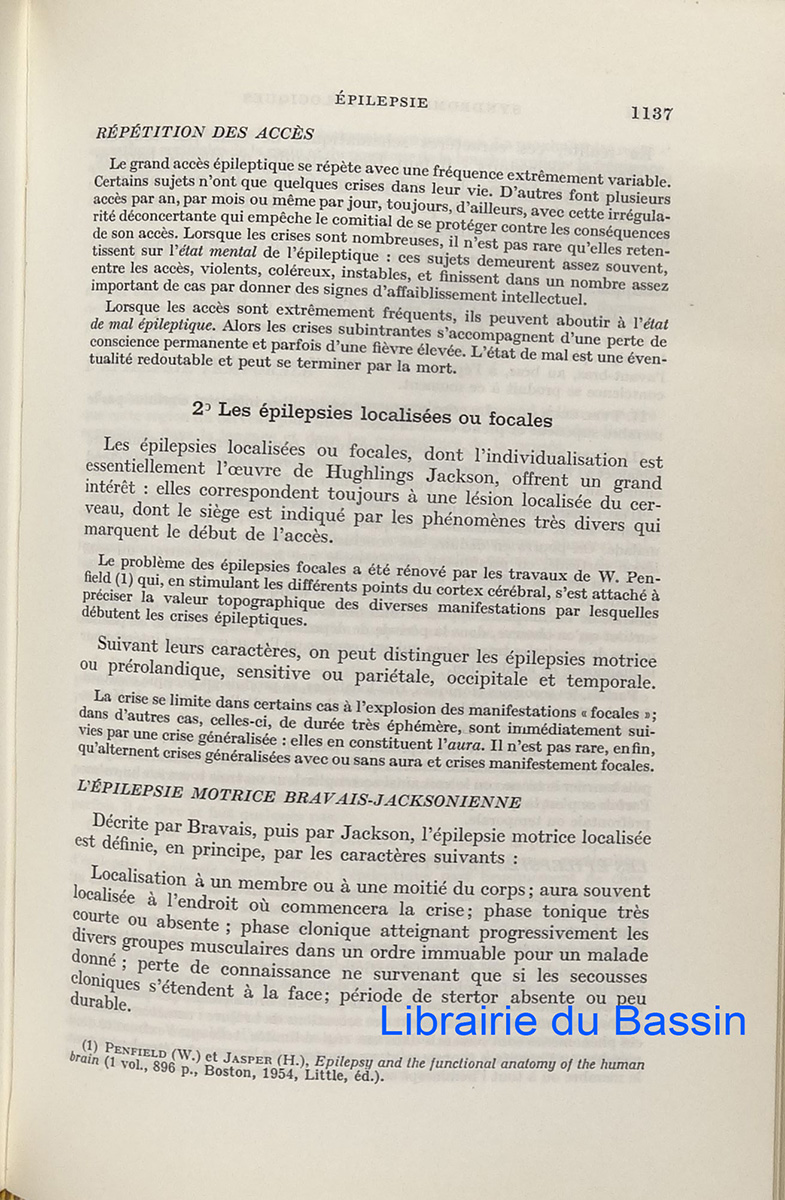 ÉPILEPSIE
1137
RÉPÉTITION DES ACCÈS
Le grand accès épileptique se répète avec une fréquence extrêmement variable.
Certains sujets n'ont que quelques crises dans leur vie. D'autres font plusieurs
accès par an, par mois ou même par jour, toujours, d'ailleurs, avec cette irrégula-
rité déconcertante qui empêche le comitial de se protéger contre les conséquences
de son accès. Lorsque les crises sont nombreuses, il n'est pas rare qu'elles reten-
tissent sur l'état mental de l'épileptique : ces sujets demeurent assez souvent,
entre les accès, violents, coléreux, instables, et finissent dans un nombre assez
important de cas par donner des signes d'affaiblissement intellectuel.
Lorsque les accès sont extrêmement fréquents, ils peuvent aboutir à l'état
de mal épileptique. Alors les crises subintrantes s'accompagnent d'une perte de
conscience permanente et parfois d'une fièvre élevée. L'état de mal est une éven-
tualité redoutable et peut se terminer par la mort.
2° Les épilepsies localisées ou focales
Les épilepsies localisées ou focales, dont l'individualisation est
essentiellement l'œuvre de Hughlings Jackson, offrent un grand
intérêt : elles correspondent toujours à une lésion localisée du cer-
veau, dont le siège est indiqué par les phénomènes très divers qui
marquent le début de l'accès.
Le problème des épilepsies focales a été rénové par les travaux de W. Pen-
field (1) qui, en stimulant les différents points du cortex cérébral, s'est attaché à
préciser la valeur topographique des diverses manifestations par lesquelles
débutent les crises épileptiques.
Suivant leurs caractères, on peut distinguer les épilepsies motrice
ou prérolandique, sensitive ou pariétale, occipitale et temporale.
La crise se limite dans certains cas à l'explosion des manifestations « focales »;
dans d'autres cas, celles-ci, de durée très éphémère, sont immédiatement sui-
vies par une crise généralisée : elles en constituent l'aura. Il n'est pas rare, enfin,
qu'alternent crises généralisées avec ou sans aura et crises manifestement focales.
L'ÉPILEPSIE MOTRICE BRAVAIS-JACKSONIENNE
Décrite par Bravais, puis par Jackson, l'épilepsie motrice localisée
est définie, en principe, par les caractères suivants :
Localisation à un membre ou à une moitié du corps; aura souvent
localisée à l'endroit où commencera la crise; phase tonique très
courte ou absente ; phase clonique atteignant progressivement les
divers groupes musculaires dans un ordre immuable pour un malade
donné ; perte de connaissance ne survenant que si les secousses
cloniques s'étendent à la face; période de stertor absente ou peu
durable.
Librairie du Bassin
(1) PENFIELD (W.) et JASPER (H.), Epilepsy and the functional anatomy of the human
brain (1 vol., 896 p., Boston, 1954, Little, éd.).